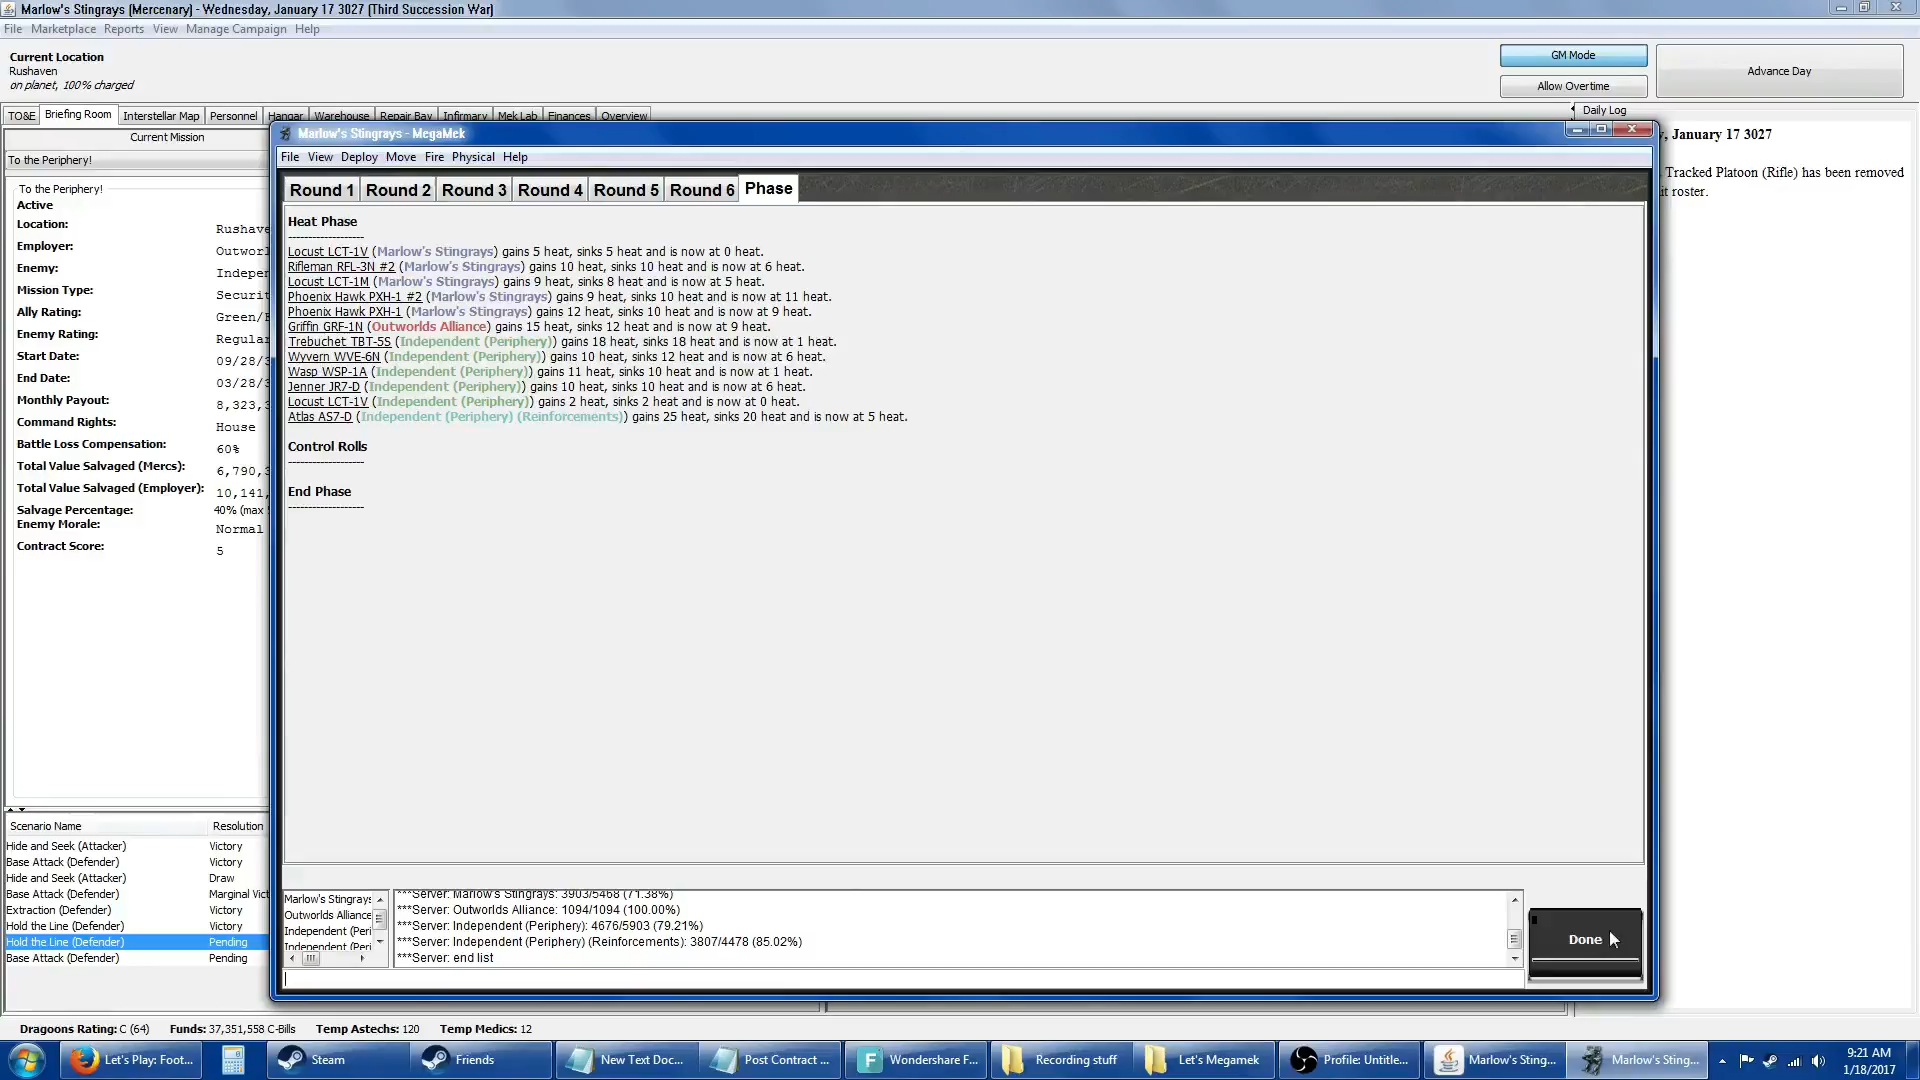 Marlow's Stingrays (Mercenary) - Wednesday, January 17 3027 (Third Succession War)
File Marketplace Reports View Manage Campaign Help
Current Location
Rushaven
on planet, 100% charged
GM Mode
Allow Overtime
Advance Day
TO&E Briefing Room Interstellar Map Personnel Hangar Warehouse Repair Bay Infirmary Mek Lab Finances Overview
Daily Log
Current Mission
To the Periphery!
To the Periphery!
Active
Location: Rushave
Employer: Outwor
Enemy: Indepen
Mission Type: Securit
Ally Rating: Green/
Enemy Rating: Regular
Start Date: 09/28/3
End Date: 03/28/3
Monthly Payout: 8,323,3
Command Rights: House
Battle Loss Compensation: 60%
Total Value Salvaged (Mercs): 6,790,3
Total Value Salvaged (Employer): 10,141,
Salvage Percentage: 40% (max
Enemy Morale: Normal
Contract Score: 5
Scenario Name Resolution
Hide and Seek (Attacker) Victory
Base Attack (Defender) Victory
Hide and Seek (Attacker) Draw
Base Attack (Defender) Marginal Vict
Extraction (Defender) Victory
Hold the Line (Defender) Victory
Hold the Line (Defender) Pending
Base Attack (Defender) Pending
Marlow's Stingrays - MegaMek
File View Deploy Move Fire Physical Help
Round 1 Round 2 Round 3 Round 4 Round 5 Round 6 Phase
Heat Phase
-------------------
Locust LCT-1V (Marlow's Stingrays) gains 5 heat, sinks 5 heat and is now at 0 heat.
Rifleman RFL-3N #2 (Marlow's Stingrays) gains 10 heat, sinks 10 heat and is now at 6 heat.
Locust LCT-1M (Marlow's Stingrays) gains 9 heat, sinks 8 heat and is now at 5 heat.
Phoenix Hawk PXH-1 #2 (Marlow's Stingrays) gains 9 heat, sinks 10 heat and is now at 11 heat.
Phoenix Hawk PXH-1 (Marlow's Stingrays) gains 12 heat, sinks 10 heat and is now at 9 heat.
Griffin GRF-1N (Outworlds Alliance) gains 15 heat, sinks 12 heat and is now at 9 heat.
Trebuchet TBT-5S (Independent (Periphery)) gains 18 heat, sinks 18 heat and is now at 1 heat.
Wyvern WVE-6N (Independent (Periphery)) gains 10 heat, sinks 12 heat and is now at 6 heat.
Wasp WSP-1A (Independent (Periphery)) gains 11 heat, sinks 10 heat and is now at 1 heat.
Jenner JR7-D (Independent (Periphery)) gains 10 heat, sinks 10 heat and is now at 6 heat.
Locust LCT-1V (Independent (Periphery)) gains 2 heat, sinks 2 heat and is now at 0 heat.
Atlas AS7-D (Independent (Periphery) (Reinforcements)) gains 25 heat, sinks 20 heat and is now at 5 heat.
Control Rolls
-------------------
End Phase
-------------------
Marlow's Stingrays
Outworlds Alliance
Independent (Peri
Independent (Peri
***Server: Marlow's Stingrays: 3903/5468 (71.38%)
***Server: Outworlds Alliance: 1094/1094 (100.00%)
***Server: Independent (Periphery): 4676/5903 (79.21%)
***Server: Independent (Periphery) (Reinforcements): 3807/4478 (85.02%)
***Server: end list
Done
, January 17 3027
Tracked Platoon (Rifle) has been removed
it roster.
Dragoons Rating: C (64) Funds: 37,351,558 C-Bills Temp Astechs: 120 Temp Medics: 12
Let's Play: Foot... Steam Friends New Text Doc... Post Contract ... Wondershare F... Recording stuff Let's Megamek Profile: Untitle... Marlow's Sting... Marlow's Sting...
9:21 AM
1/18/2017